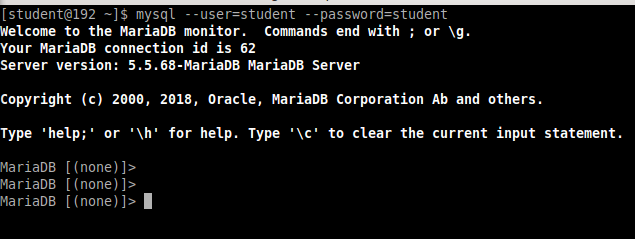 [student@192 ~]$ mysql --user=student --password=student
Welcome to the MariaDB monitor.  Commands end with ; or \g.
Your MariaDB connection id is 62
Server version: 5.5.68-MariaDB MariaDB Server
Copyright (c) 2000, 2018, Oracle, MariaDB Corporation Ab and others.
Type 'help;' or '\h' for help. Type '\c' to clear the current input statement.
MariaDB [(none)]>
MariaDB [(none)]>
MariaDB [(none)]>